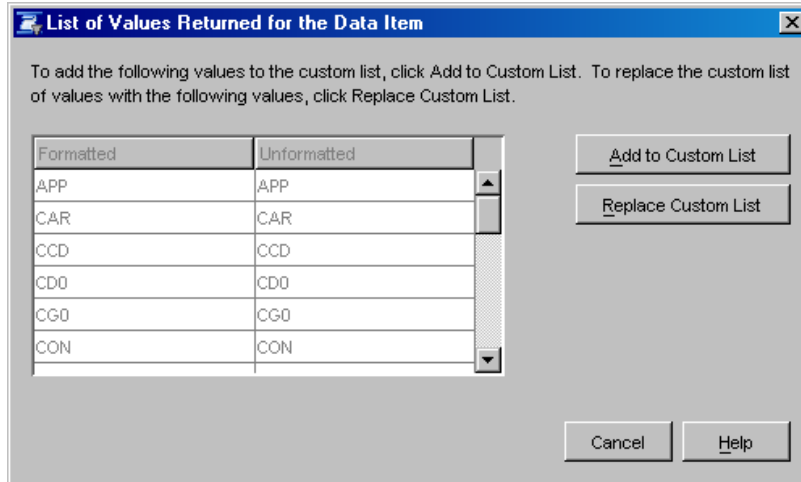 List of Values Returned for the Data Item
To add the following values to the custom list, click Add to Custom List. To replace the custom list
of values with the following values, click Replace Custom List.
Formatted Unformatted
APP APP
CAR CAR
CCD CCD
CD0 CD0
CG0 CG0
CON CON
Add to Custom List
Replace Custom List
Cancel Help